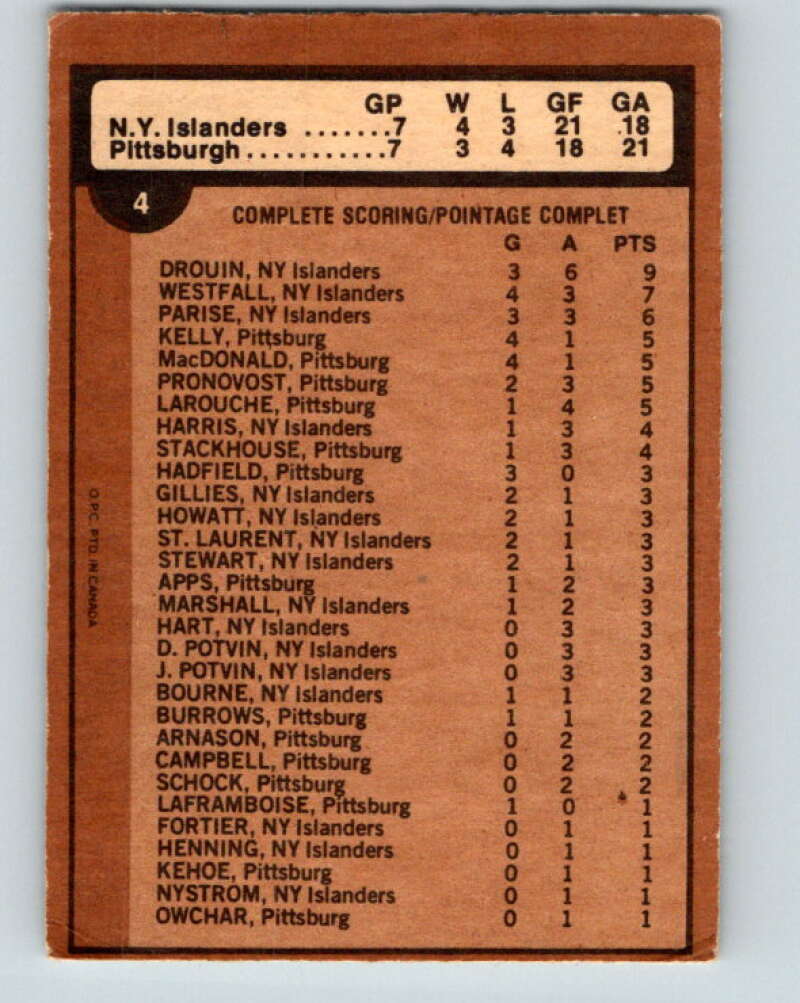 GP W L GF GA
N.Y. Islanders .......7 4 3 21 18
Pittsburgh............7 3 4 18 21
4
COMPLETE SCORING/POINTAGE COMPLET
G A PTS
DROUIN, NY Islanders 3 6 9
WESTFALL, NY Islanders 4 3 7
PARISE, NY Islanders 3 3 6
KELLY, Pittsburg 4 1 5
MacDONALD, Pittsburg 4 1 5
PRONOVOST, Pittsburg 2 3 5
LAROUCHE, Pittsburg 1 4 5
HARRIS, NY Islanders 1 3 4
STACKHOUSE, Pittsburg 1 3 4
HADFIELD, Pittsburg 3 0 3
GILLIES, NY Islanders 2 1 3
HOWATT, NY Islanders 2 1 3
ST. LAURENT, NY Islanders 2 1 3
STEWART, NY Islanders 2 1 3
APPS, Pittsburg 1 2 3
MARSHALL, NY Islanders 1 2 3
HART, NY Islanders 0 3 3
D. POTVIN, NY Islanders 0 3 3
J. POTVIN, NY Islanders 0 3 3
BOURNE, NY Islanders 1 1 2
BURROWS, Pittsburg 1 1 2
ARNASON, Pittsburg 0 2 2
CAMPBELL, Pittsburg 0 2 2
SCHOCK, Pittsburg 0 2 2
LAFRAMBOISE, Pittsburg 1 0 1
FORTIER, NY Islanders 0 1 1
HENNING, NY Islanders 0 1 1
KEHOE, Pittsburg 0 1 1
NYSTROM, NY Islanders 0 1 1
OWCHAR, Pittsburg 0 1 1
O.P.C. PTD. IN CANADA